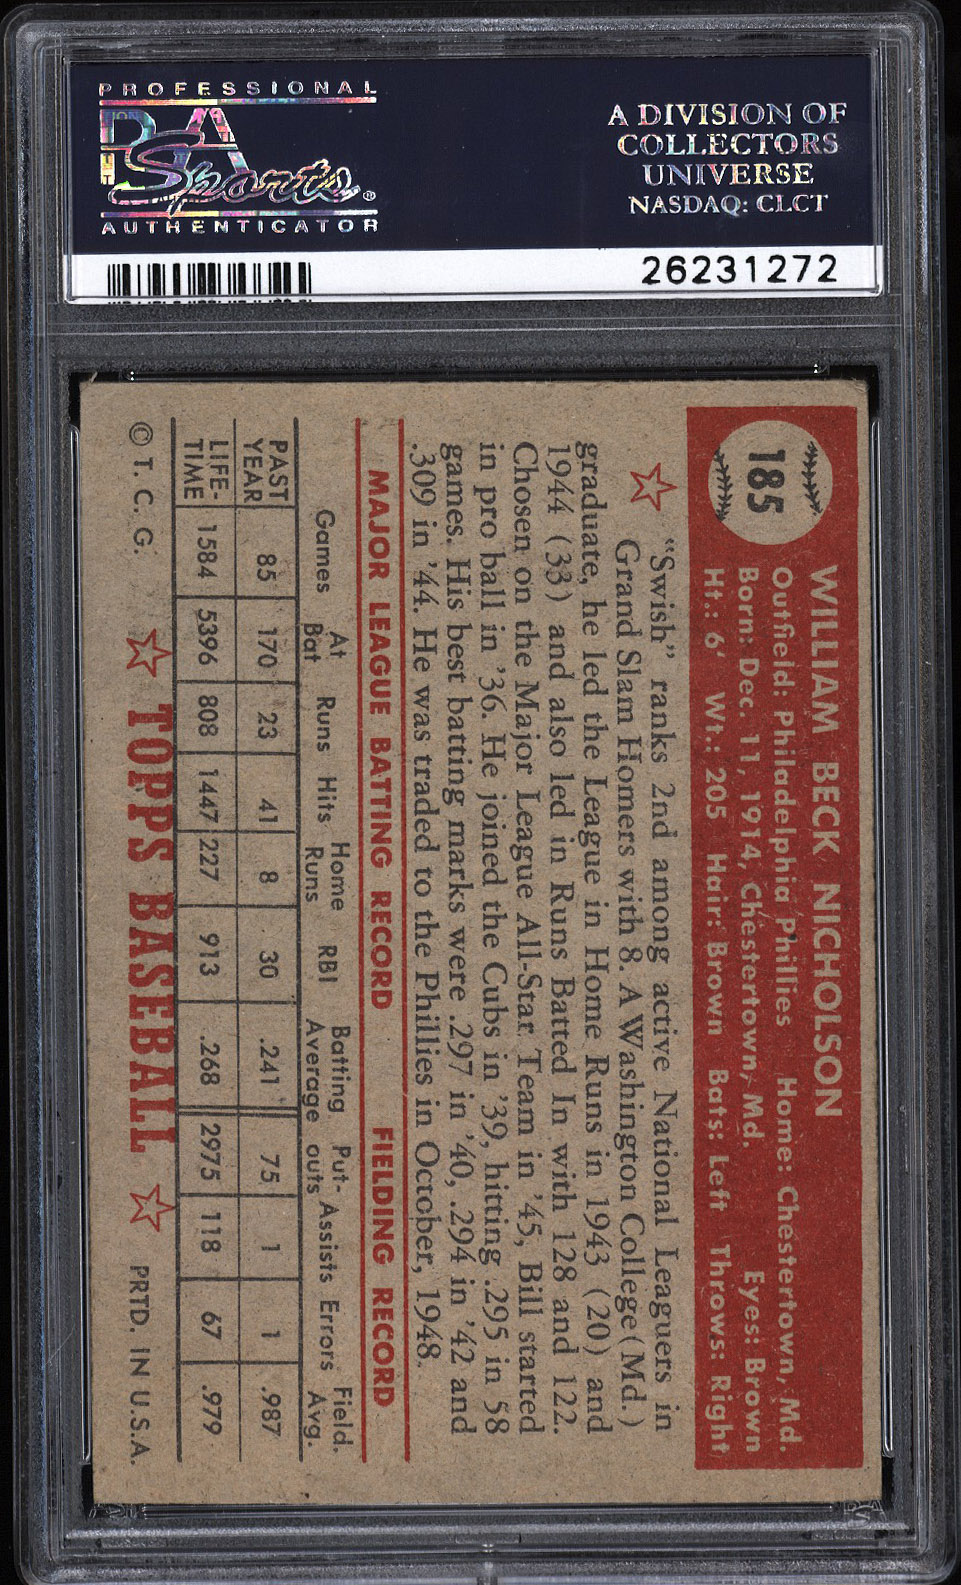 PROFESSIONAL
PSA
Sports®
AUTHENTICATOR
A DIVISION OF
COLLECTORS
UNIVERSE
NASDAQ: CLCT
26231272
185
WILLIAM BECK NICHOLSON
Outfield: Philadelphia Phillies Home: Chestertown, Md.
Born: Dec. 11, 1914, Chestertown, Md. Eyes: Brown
Ht.: 6' Wt.: 205 Hair: Brown Bats: Left Throws: Right
"Swish" ranks 2nd among active National Leaguers in
Grand Slam Homers with 8. A Washington College (Md.)
graduate, he led the League in Home Runs in 1943 (20) and
1944 (33) and also led in Runs Batted In with 128 and 122.
Chosen on the Major League All-Star Team in '45, Bill started
in pro ball in '36. He joined the Cubs in '39, hitting .295 in 58
games. His best batting marks were .297 in '40, .294 in '42 and
.309 in '44. He was traded to the Phillies in October, 1948.
MAJOR LEAGUE BATTING RECORD FIELDING RECORD
Games At Bat Runs Hits Home Runs RBI Batting Average Put-outs Assists Errors Field. Avg.
PAST YEAR 85 170 23 41 8 30 .241 75 1 1 .987
LIFE-TIME 1584 5396 808 1447 227 913 .268 2975 118 67 .979
© T. C. G. TOPPS BASEBALL PRTD. IN U.S.A.